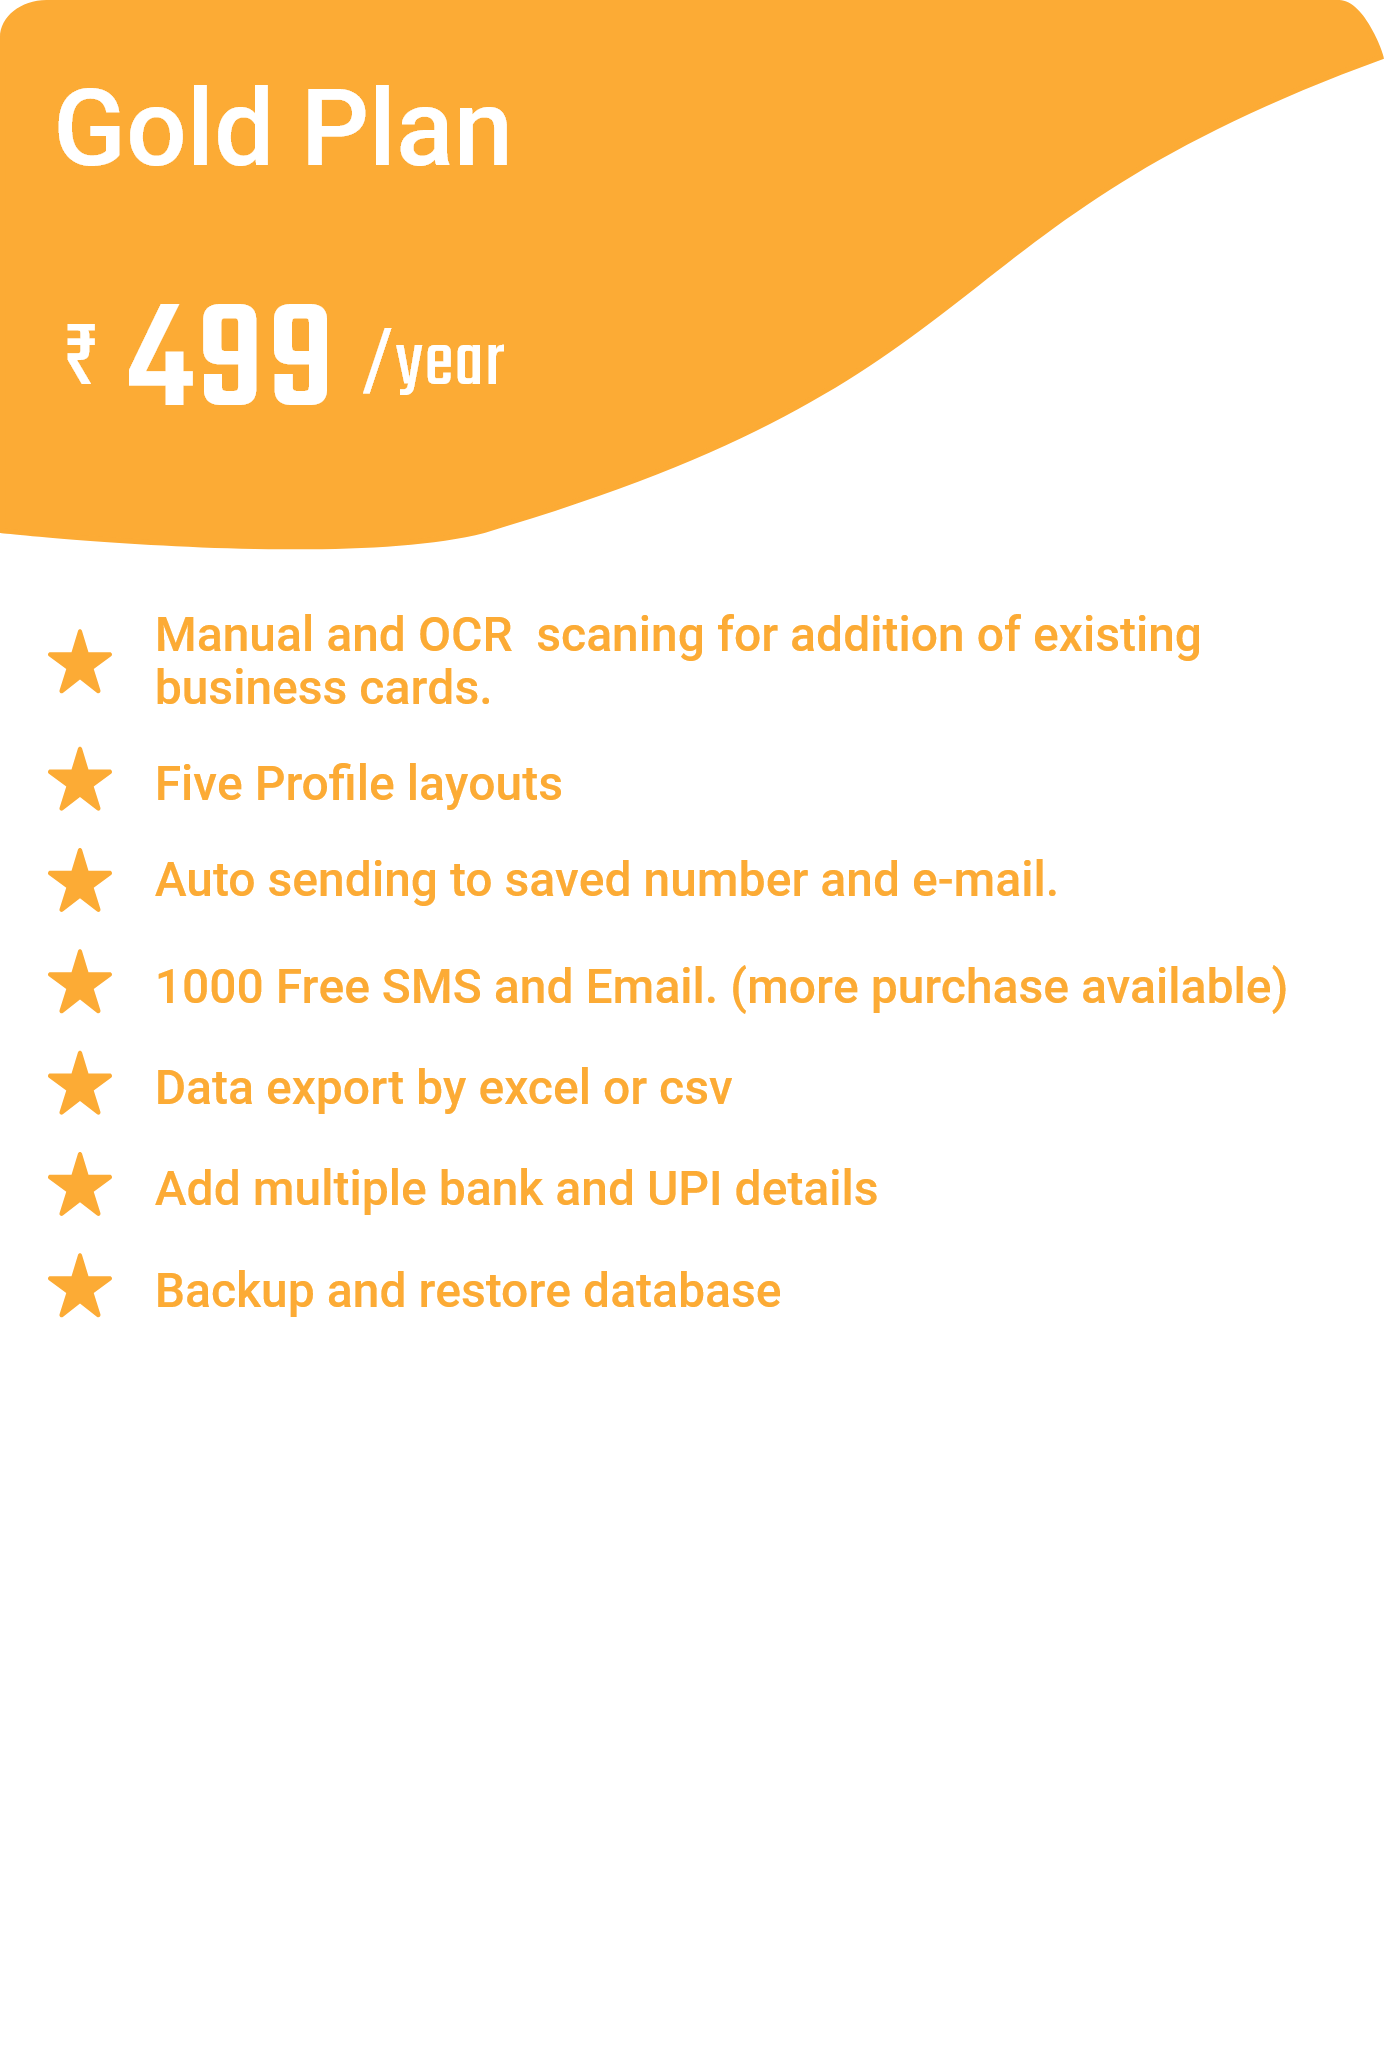 Gold Plan
₹ 499 /year
Manual and OCR  scaning for addition of existing
business cards.
Five Profile layouts
Auto sending to saved number and e-mail.
1000 Free SMS and Email. (more purchase available)
Data export by excel or csv
Add multiple bank and UPI details
Backup and restore database